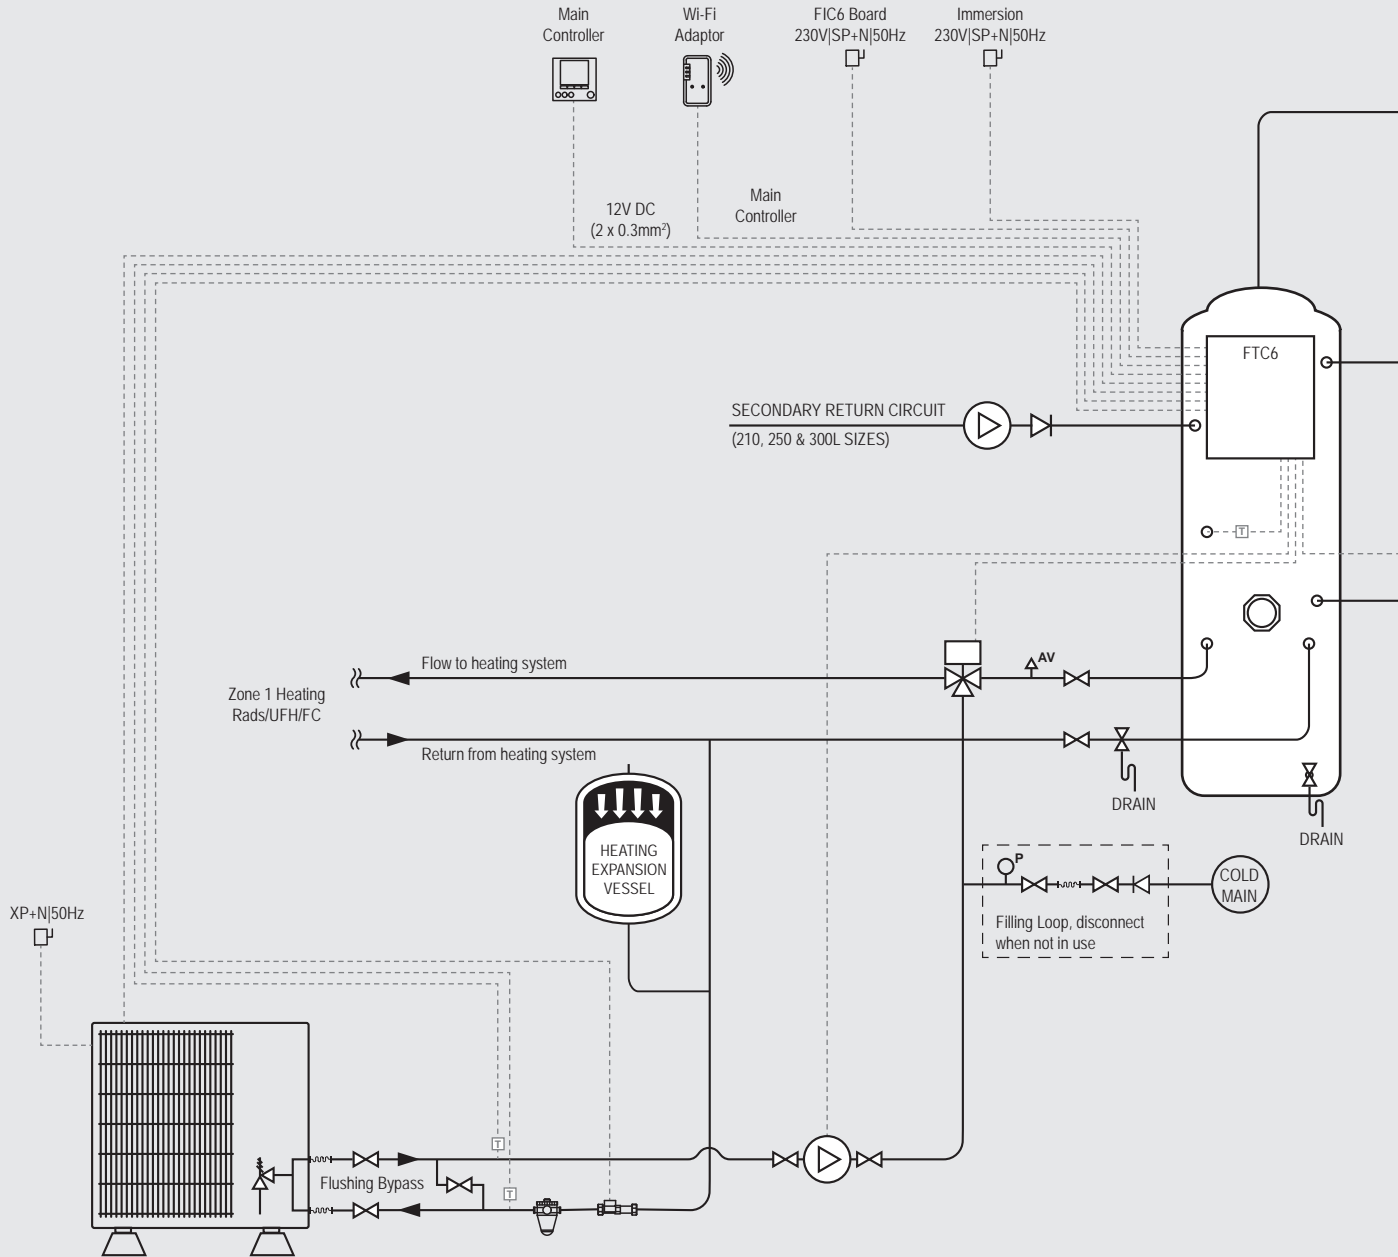 Main
Controller
Wi-Fi
Adaptor
FIC6 Board
230V|SP+N|50Hz
Immersion
230V|SP+N|50Hz
12V DC
(2 x 0.3mm²)
Main
Controller
FTC6
SECONDARY RETURN CIRCUIT
(210, 250 & 300L SIZES)
T
Flow to heating system
AV
Zone 1 Heating
Rads/UFH/FC
Return from heating system
DRAIN
DRAIN
HEATING
EXPANSION
VESSEL
P
COLD
MAIN
Filling Loop, disconnect
when not in use
XP+N|50Hz
T
Flushing Bypass
T